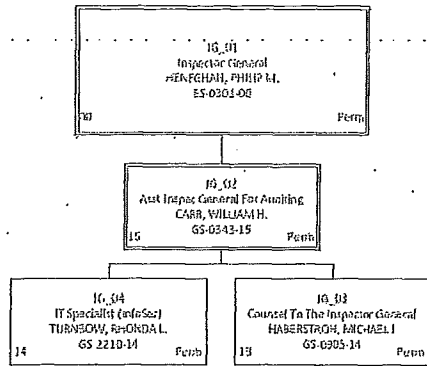 IG_01
Inspector General
HENEGHAN, PHILIP M.
ES-0301-00
00 Perm
IG_02
Asst Inspec General For Auditing
CARR, WILLIAM H.
GS-0343-15
15 Perm
IG_04
IT Specialist (InfoSec)
TURNBOW, RHONDA L.
GS-2210-14
14 Perm
IG_03
Counsel To The Inspector General
HABERSTROH, MICHAEL J
GS-0905-14
Perm